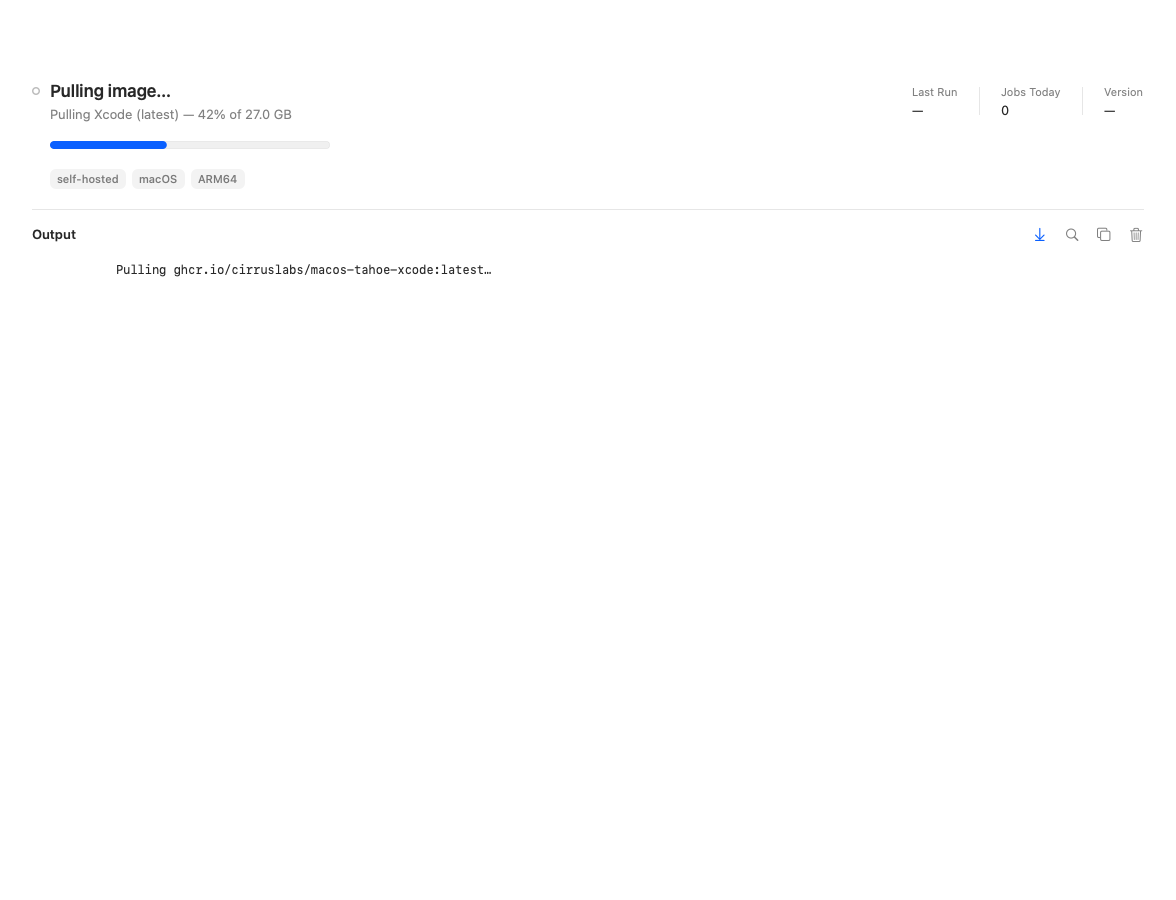 Pulling image...
Pulling Xcode (latest) — 42% of 27.0 GB
self-hosted macOS ARM64
Last Run Jobs Today Version
— 0 —
Output
Pulling ghcr.io/cirruslabs/macos-tahoe-xcode:latest…